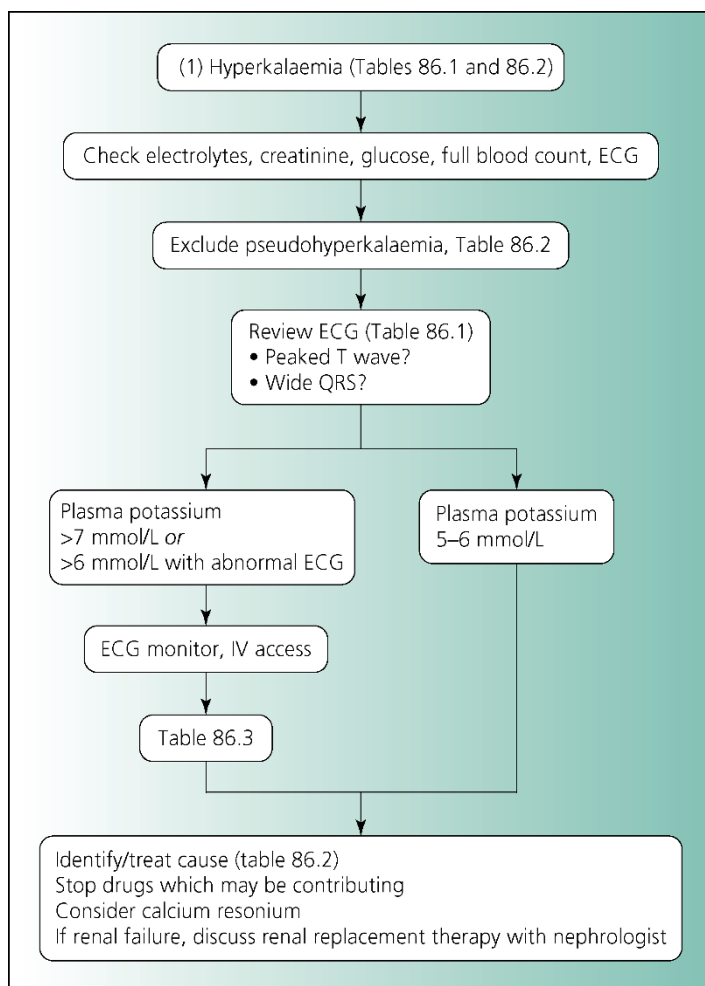 (1) Hyperkalaemia (Tables 86.1 and 86.2)
Check electrolytes, creatinine, glucose, full blood count, ECG
Exclude pseudohyperkalaemia, Table 86.2
Review ECG (Table 86.1)
• Peaked T wave?
• Wide QRS?
Plasma potassium
>7 mmol/L or
>6 mmol/L with abnormal ECG
Plasma potassium
5–6 mmol/L
ECG monitor, IV access
Table 86.3
Identify/treat cause (table 86.2)
Stop drugs which may be contributing
Consider calcium resonium
If renal failure, discuss renal replacement therapy with nephrologist